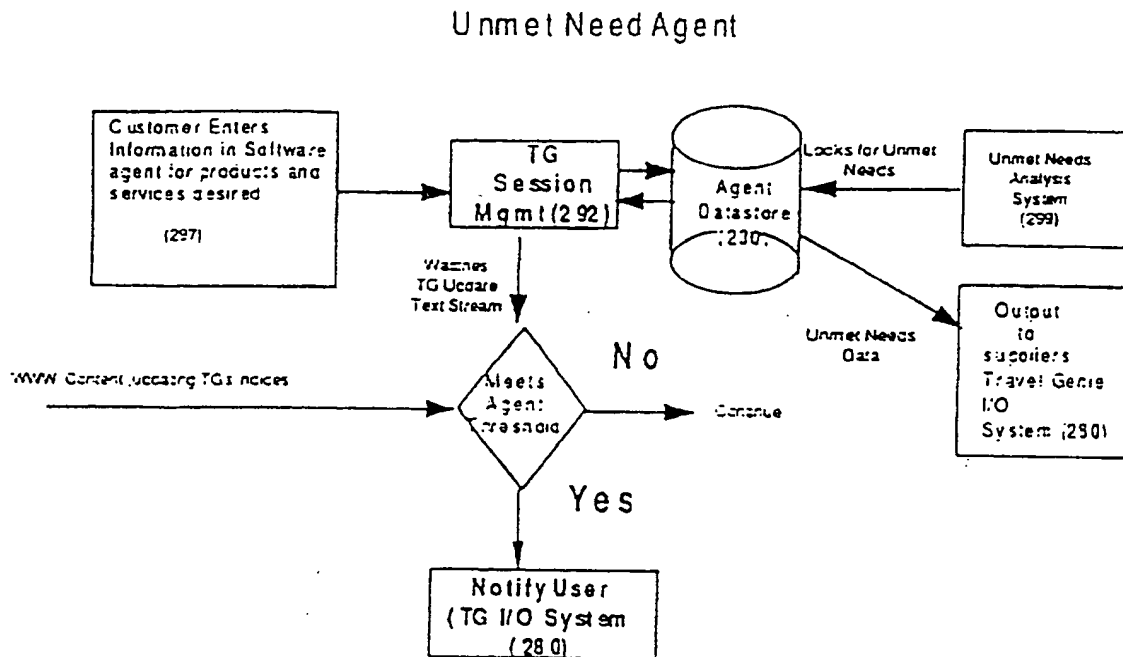 Unmet Need Agent
Customer Enters
Information in Software
agent for products and
services desired
(297)
TG
Session
Mgmt (292)
Agent
Datastore
(230)
Looks for Unmet
Needs
Unmet Needs
Analysis
System
(299)
Watches
TG Update
Text Stream
Unmet Needs
Data
Output
to
suppliers
Travel Genie
I/O
System (280)
WWW Content updating TG's indices
Meets
Agent
Threshold
No
Continue
Yes
Notify User
(TG I/O System
(280)